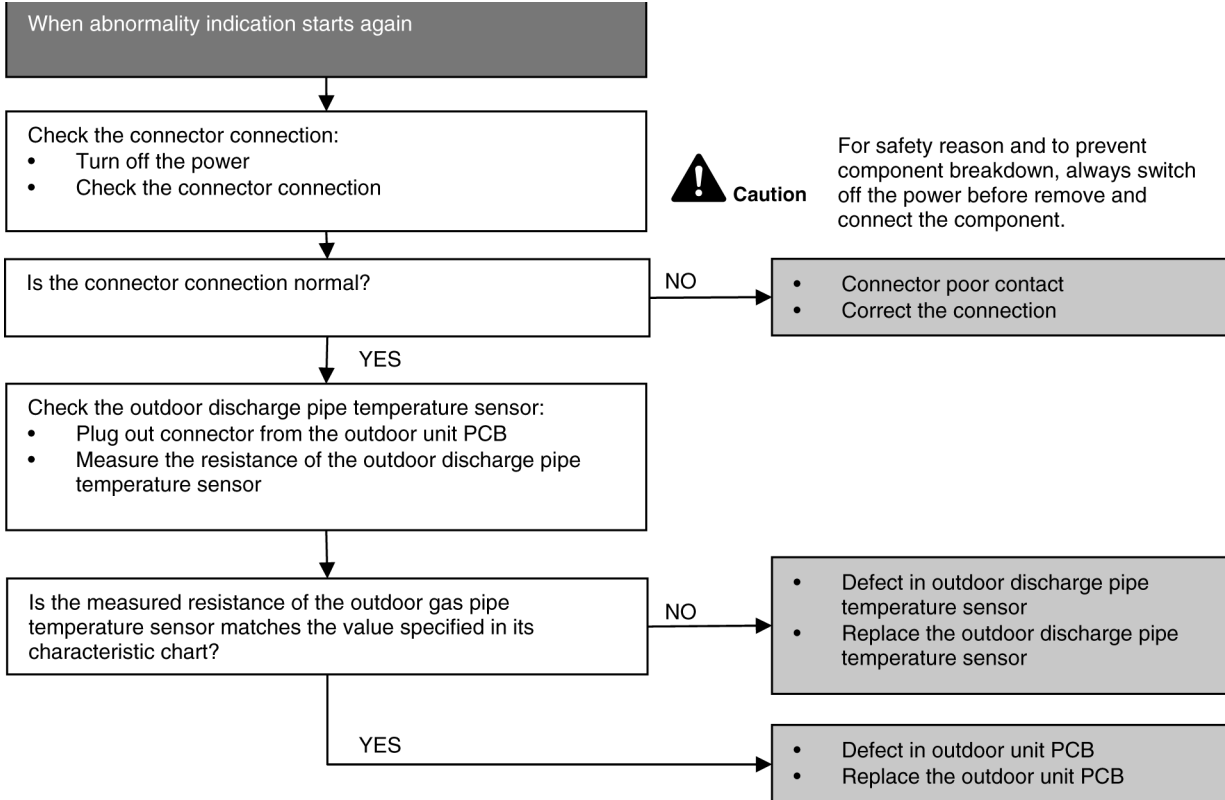 When abnormality indication starts again
Check the connector connection:
• Turn off the power
• Check the connector connection
Caution
For safety reason and to prevent
component breakdown, always switch
off the power before remove and
connect the component.
Is the connector connection normal?
NO
• Connector poor contact
• Correct the connection
YES
Check the outdoor discharge pipe temperature sensor:
• Plug out connector from the outdoor unit PCB
• Measure the resistance of the outdoor discharge pipe
temperature sensor
Is the measured resistance of the outdoor gas pipe
temperature sensor matches the value specified in its
characteristic chart?
NO
• Defect in outdoor discharge pipe
temperature sensor
• Replace the outdoor discharge pipe
temperature sensor
YES
• Defect in outdoor unit PCB
• Replace the outdoor unit PCB